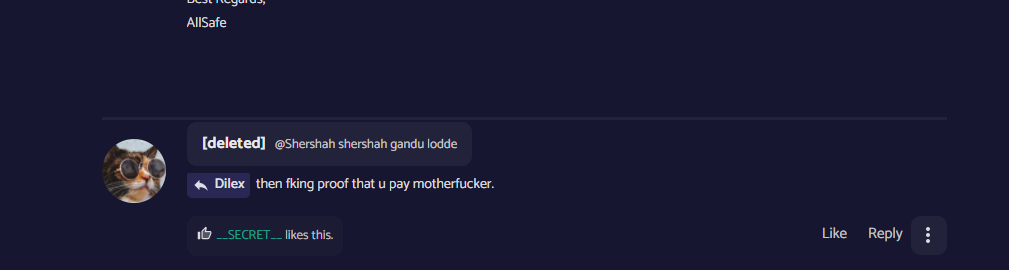 Best Regards,
AllSafe
[deleted] @Shershah shershah gandu lodde
Dilex then fking proof that u pay motherfucker.
__SECRET__ likes this.
Like Reply